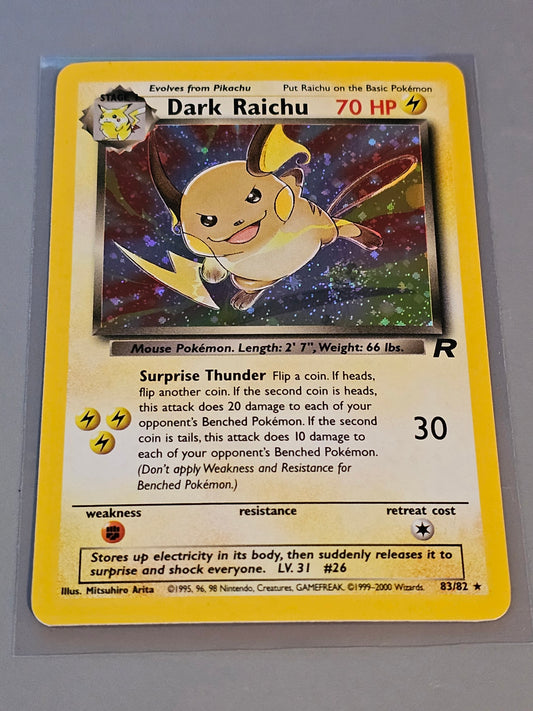 Evolves from Pikachu Put Raichu on the Basic Pokémon
STAGE 1
Dark Raichu 70 HP
Mouse Pokémon. Length: 2' 7", Weight: 66 lbs.
R
Surprise Thunder Flip a coin. If heads,
flip another coin. If the second coin is heads,
this attack does 20 damage to each of your
opponent's Benched Pokémon. If the second
coin is tails, this attack does 10 damage to
each of your opponent's Benched Pokémon.
(Don't apply Weakness and Resistance for
Benched Pokémon.)
30
weakness resistance retreat cost
Stores up electricity in its body, then suddenly releases it to
surprise and shock everyone. LV. 31 #26
Illus. Mitsuhiro Arita ©1995, 96, 98 Nintendo, Creatures, GAMEFREAK. ©1999-2000 Wizards. 83/82 ★